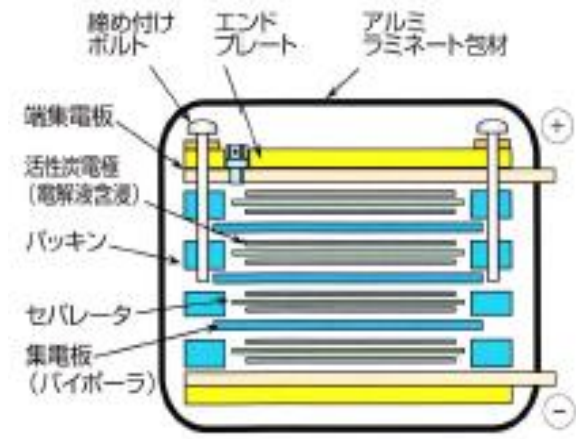 締め付け
ボルト
エンド
プレート
アルミ
ラミネート包材
端集電板
活性炭電極
(電解液含浸)
パッキン
セパレータ
集電板
(バイポーラ)
+
−